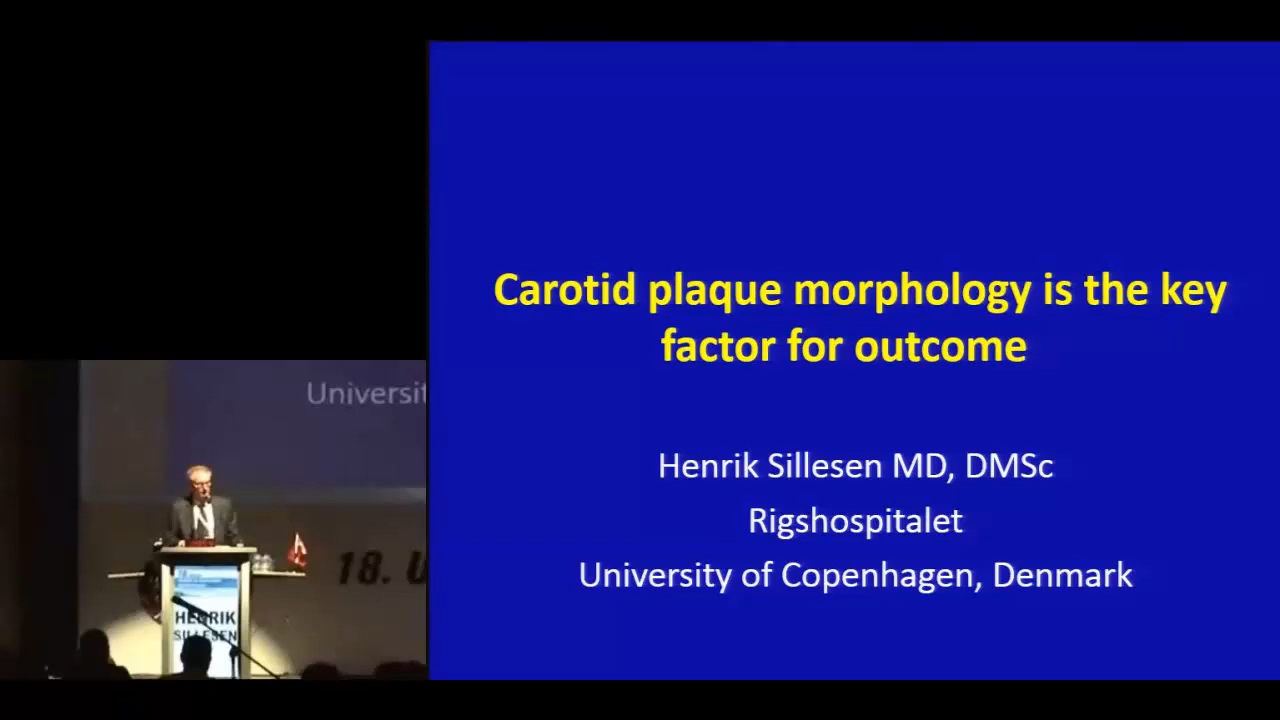 Carotid plaque morphology is the key
factor for outcome
Henrik Sillesen MD, DMSc
Rigshospitalet
University of Copenhagen, Denmark
Universit
18. U
HENRIK
SILLESEN